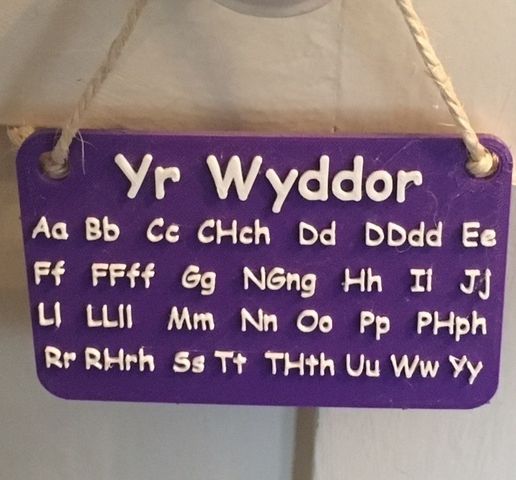 Yr Wyddor
Aa Bb Cc CHch Dd DDdd Ee
Ff FFff Gg NGng Hh Il Jj
Ll LLll Mm Nn Oo Pp PHph
Rr RHrh Ss Tt THth Uu Ww Yy